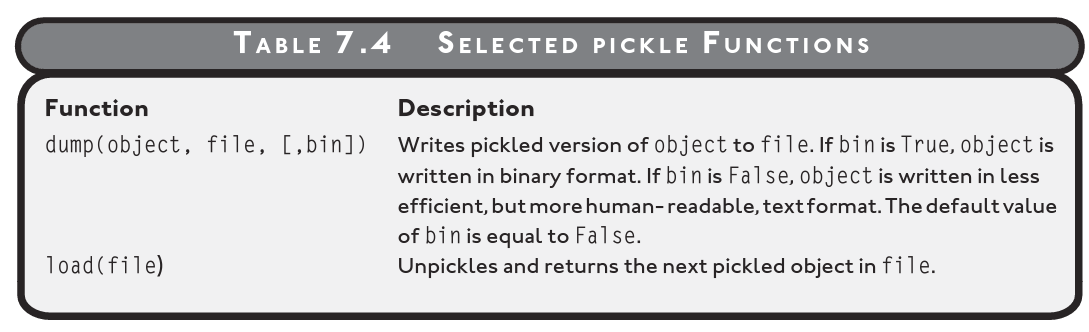 TABLE 7.4 SELECTED PICKLE FUNCTIONS
Function Description
dump(object, file, [,bin]) Writes pickled version of object to file. If bin is True, object is
written in binary format. If bin is False, object is written in less
efficient, but more human-readable, text format. The default value
of bin is equal to False.
load(file) Unpickles and returns the next pickled object in file.